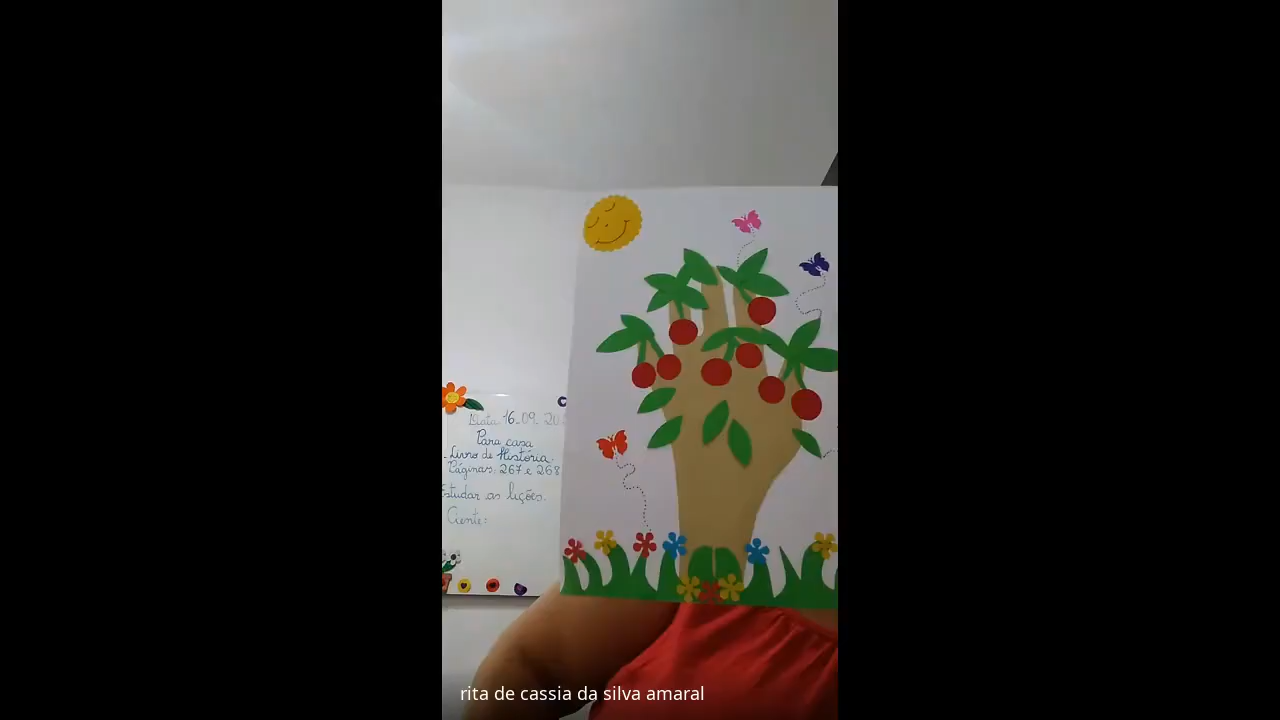 Data 16-09-20
Para casa
- Livro de História.
Páginas: 267 e 268
Estudar as lições.
Ciente:
rita de cassia da silva amaral